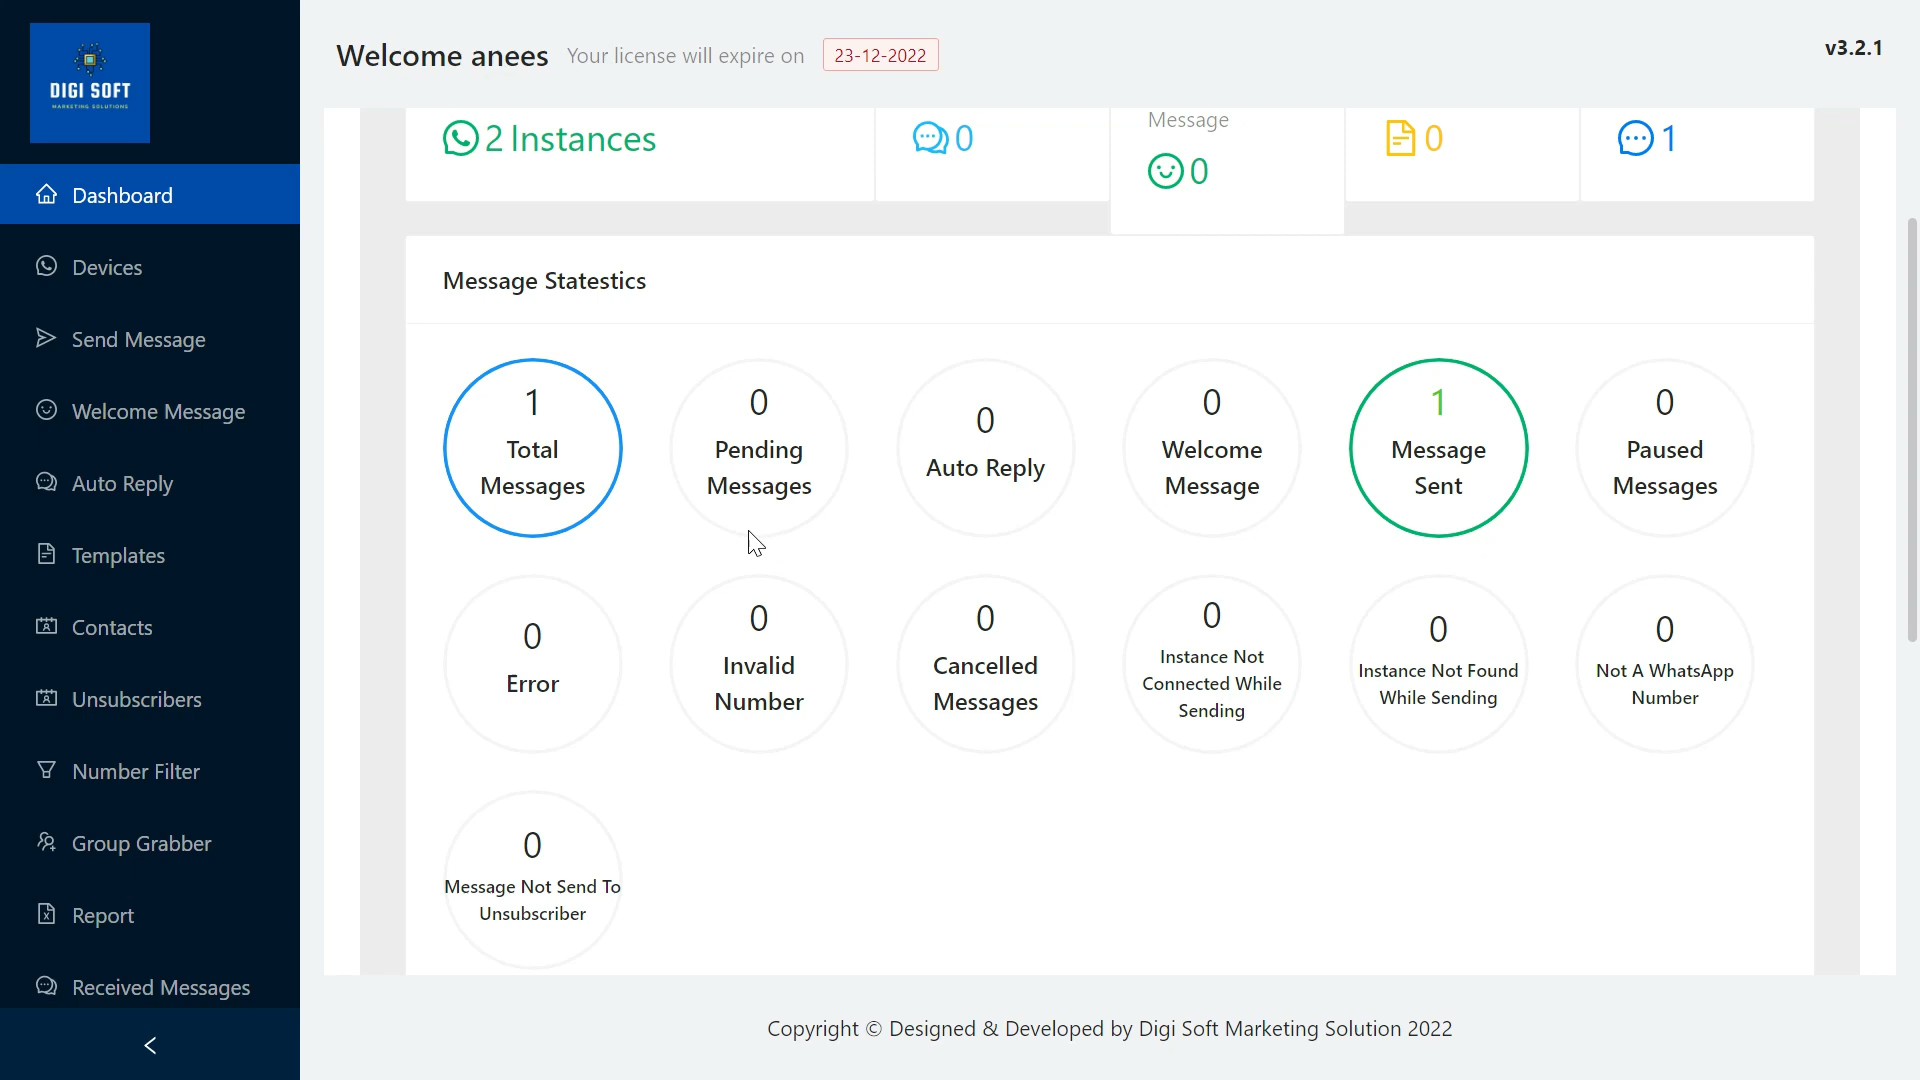 DIGI SOFT
MARKETING SOLUTIONS
Welcome anees Your license will expire on 23-12-2022
v3.2.1
Dashboard
Devices
Send Message
Welcome Message
Auto Reply
Templates
Contacts
Unsubscribers
Number Filter
Group Grabber
Report
Received Messages
2 Instances
0
Message
0
0
1
Message Statestics
1
Total
Messages
0
Pending
Messages
0
Auto Reply
0
Welcome
Message
1
Message
Sent
0
Paused
Messages
0
Error
0
Invalid
Number
0
Cancelled
Messages
0
Instance Not
Connected While
Sending
0
Instance Not Found
While Sending
0
Not A WhatsApp
Number
0
Message Not Send To
Unsubscriber
Copyright © Designed & Developed by Digi Soft Marketing Solution 2022